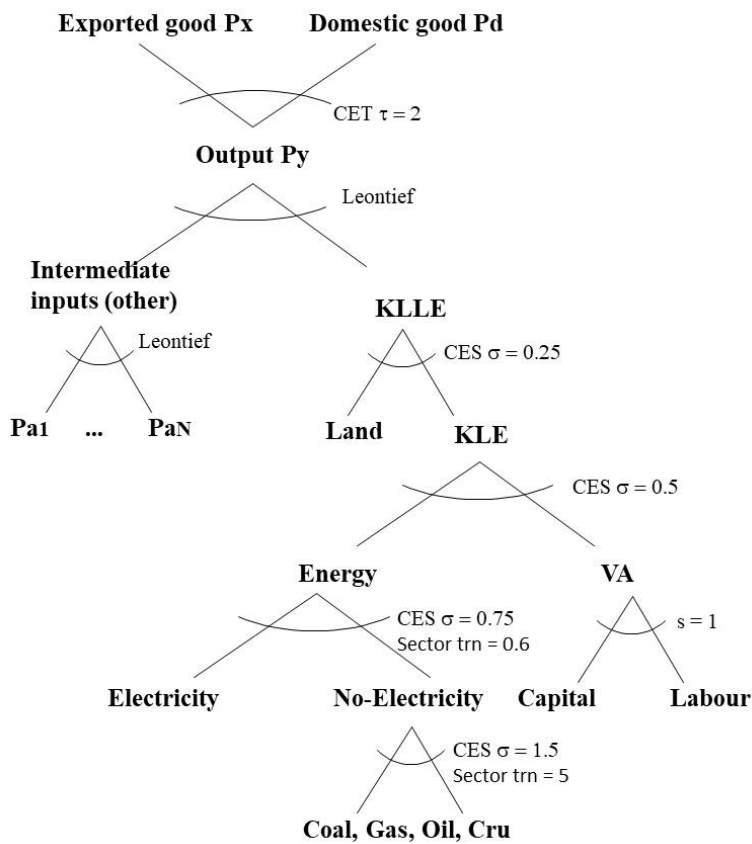 Exported good Px Domestic good Pd
CET τ = 2
Output Py
Leontief
Intermediate
inputs (other)
KLLE
Leontief
CES σ = 0.25
Pa1 ... PaN
Land KLE
CES σ = 0.5
Energy VA
CES σ = 0.75
Sector trn = 0.6
s = 1
Electricity No-Electricity Capital Labour
CES σ = 1.5
Sector trn = 5
Coal, Gas, Oil, Cru